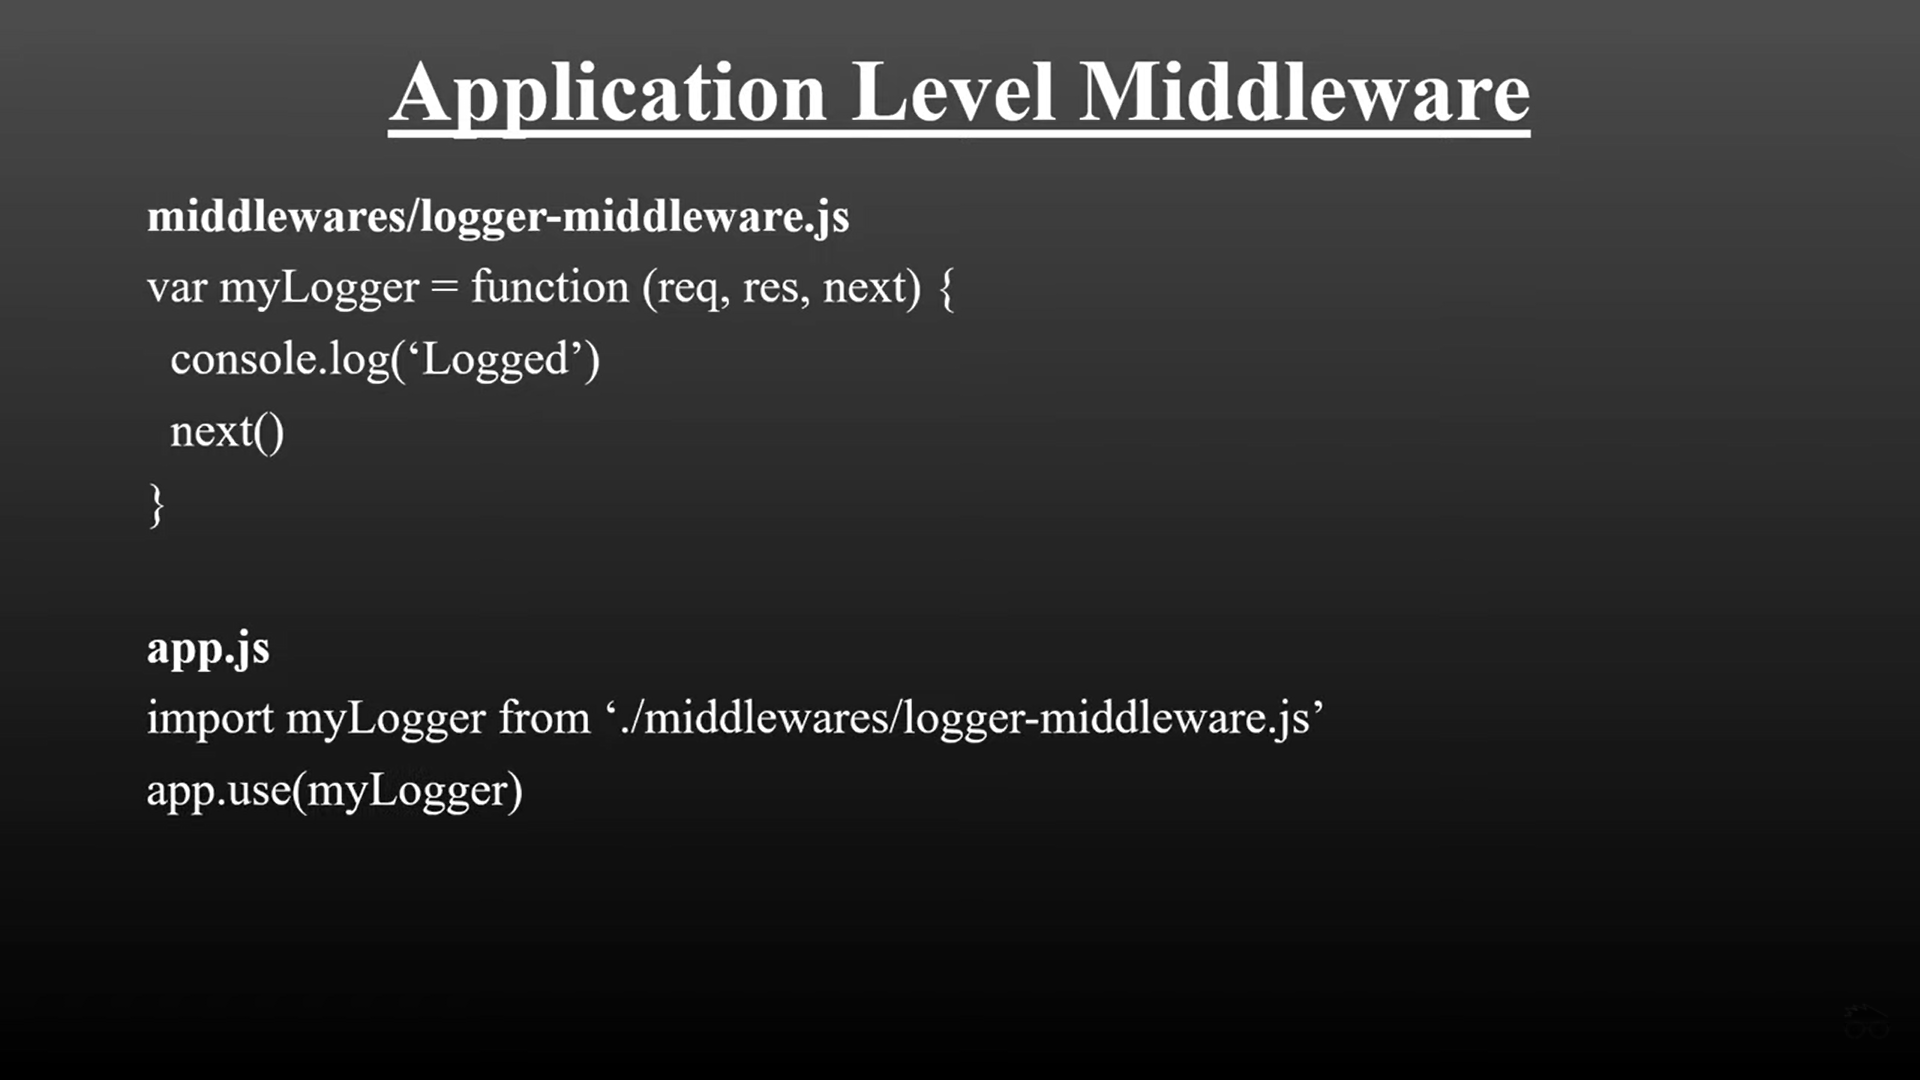 Application Level Middleware
middlewares/logger-middleware.js
var myLogger = function (req, res, next) {
console.log(‘Logged’)
next()
}
app.js
import myLogger from ‘./middlewares/logger-middleware.js’
app.use(myLogger)